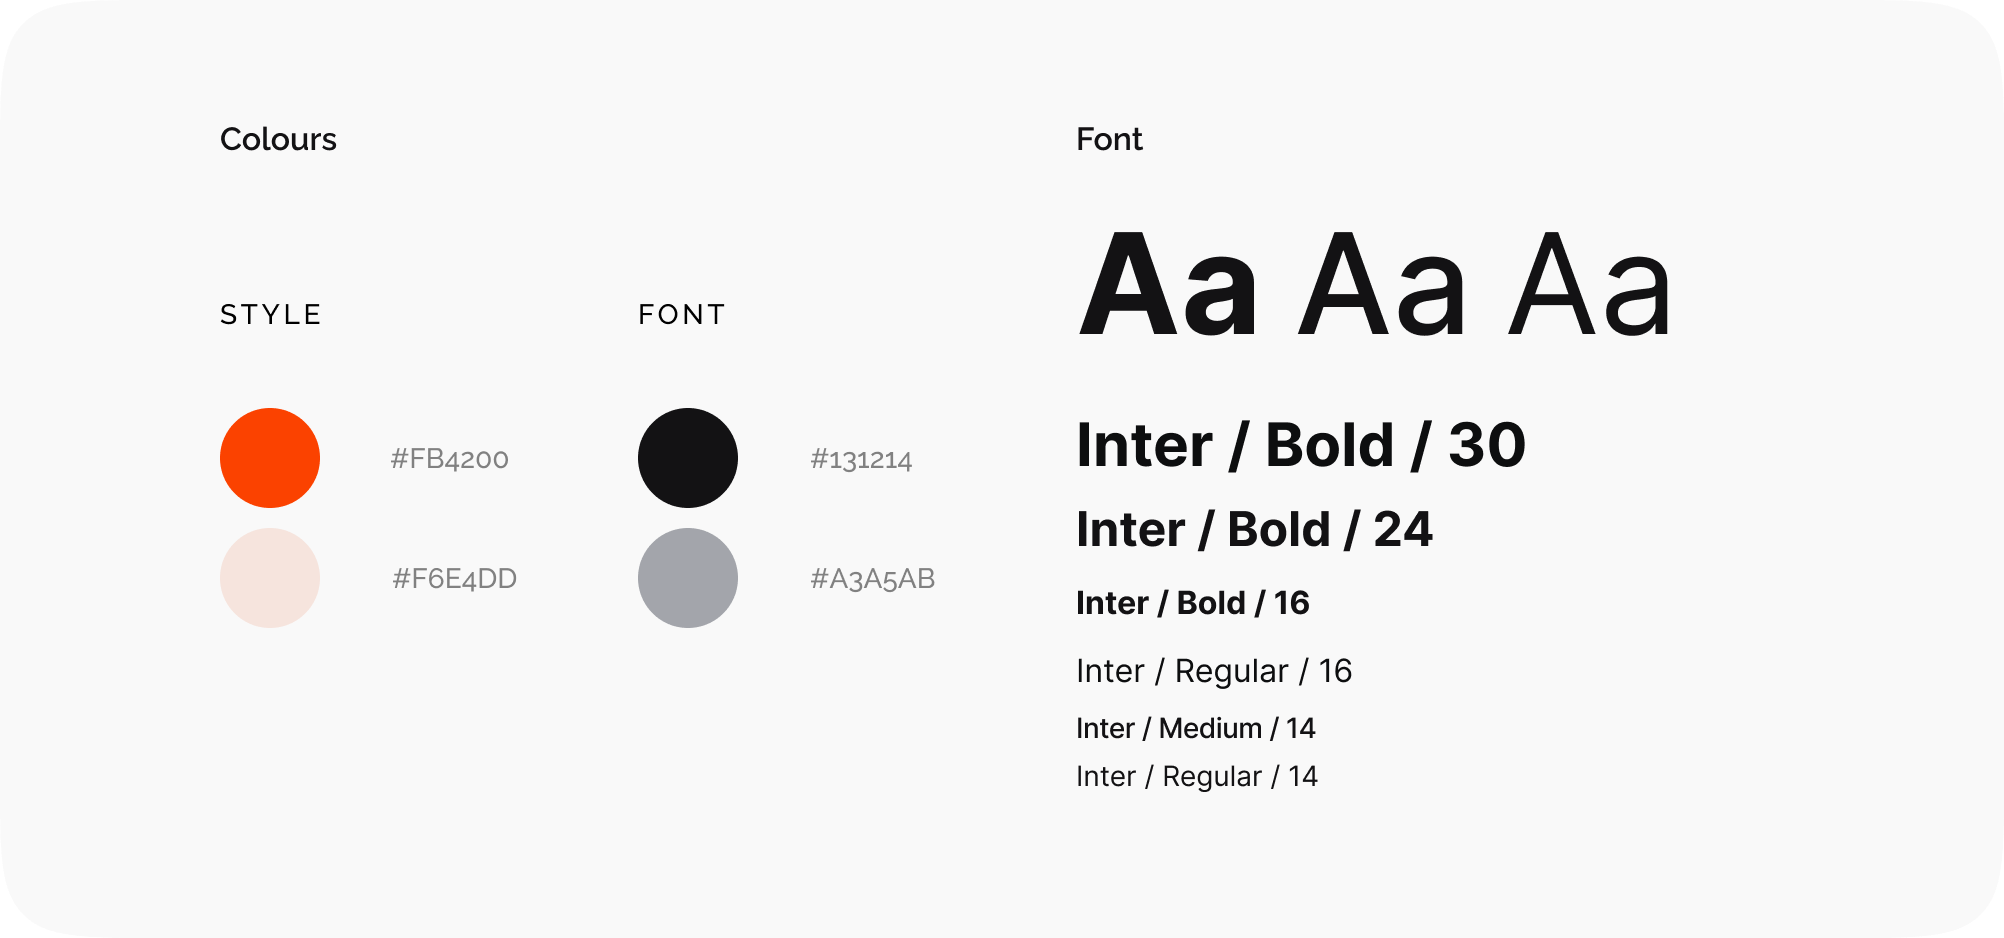 Colours
STYLE
FONT
#FB4200
#131214
#F6E4DD
#A3A5AB
Font
Aa Aa Aa
Inter / Bold / 30
Inter / Bold / 24
Inter / Bold / 16
Inter / Regular / 16
Inter / Medium / 14
Inter / Regular / 14